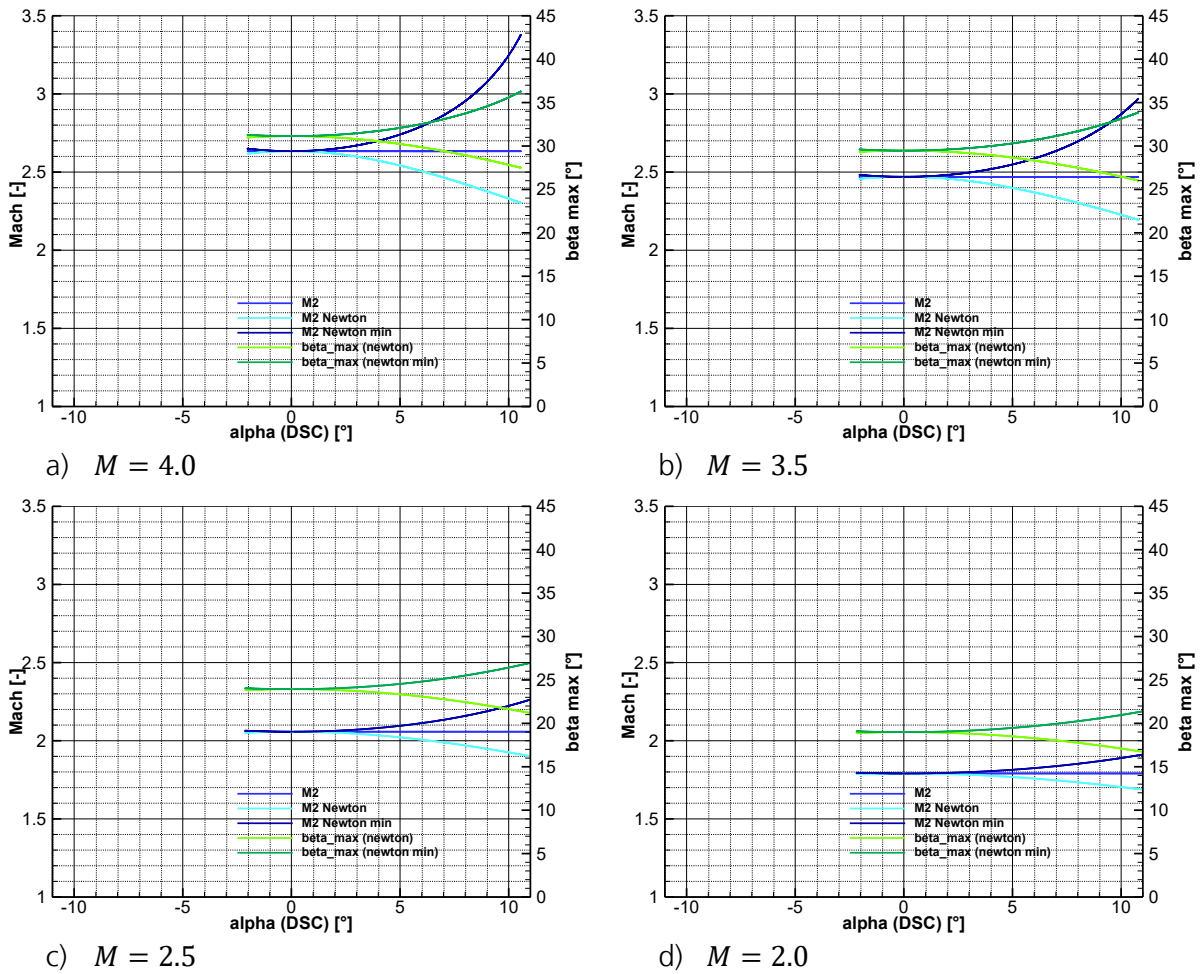 3.5
3
2.5
2
1.5
1
Mach [-]
45
40
35
30
25
20
15
10
5
0
beta max [°]
M2
M2 Newton
M2 Newton min
beta_max (newton)
beta_max (newton min)
-10 -5 0 5 10
alpha (DSC) [°]
a) M = 4.0
3.5
3
2.5
2
1.5
1
Mach [-]
45
40
35
30
25
20
15
10
5
0
beta max [°]
M2
M2 Newton
M2 Newton min
beta_max (newton)
beta_max (newton min)
-10 -5 0 5 10
alpha (DSC) [°]
b) M = 3.5
3.5
3
2.5
2
1.5
1
Mach [-]
45
40
35
30
25
20
15
10
5
0
beta max [°]
M2
M2 Newton
M2 Newton min
beta_max (newton)
beta_max (newton min)
-10 -5 0 5 10
alpha (DSC) [°]
c) M = 2.5
3.5
3
2.5
2
1.5
1
Mach [-]
45
40
35
30
25
20
15
10
5
0
beta max [°]
M2
M2 Newton
M2 Newton min
beta_max (newton)
beta_max (newton min)
-10 -5 0 5 10
alpha (DSC) [°]
d) M = 2.0